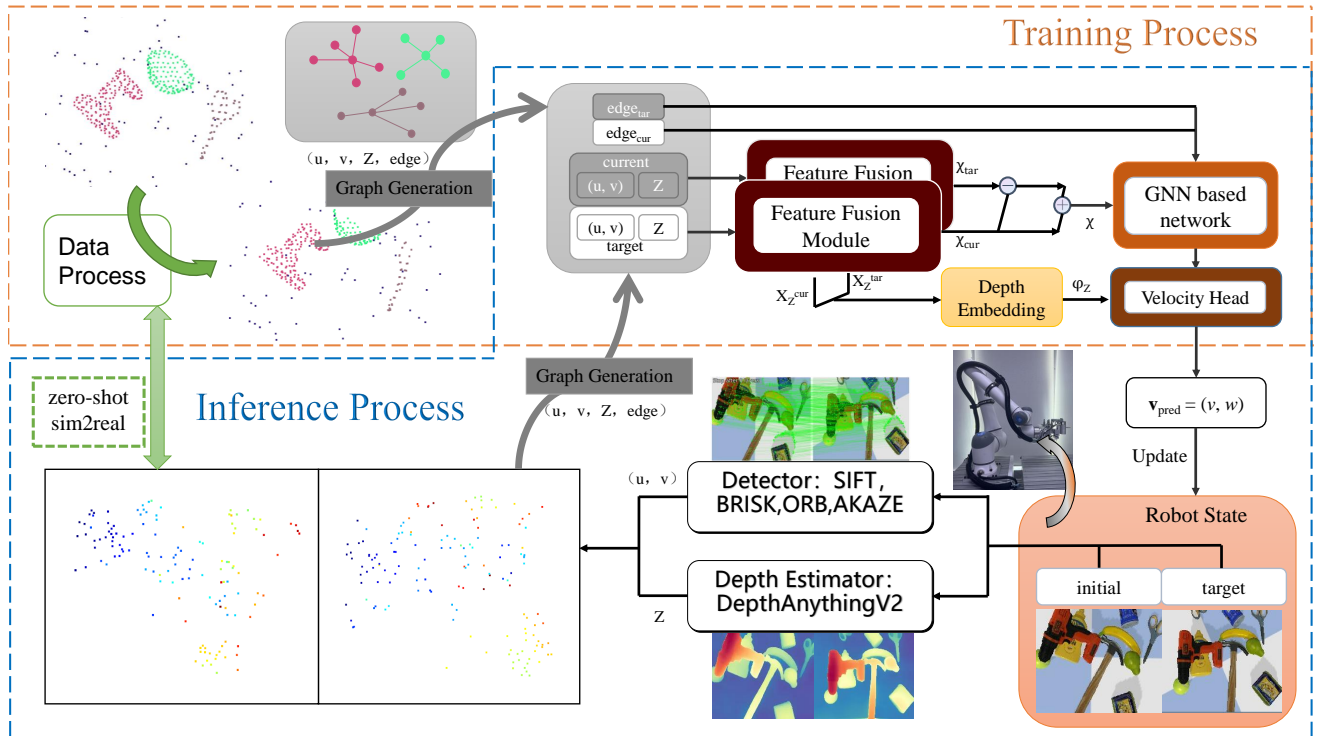 Training Process
(u, v, Z, edge)
Graph Generation
Data
Process
edge_tar
edge_cur
current
(u, v)
Z
(u, v)
Z
target
Feature Fusion
Feature Fusion
Module
χ_tar
χ_cur
−
+
χ
GNN based
network
X_Z^cur
X_Z^tar
Depth
Embedding
φ_Z
Velocity Head
zero-shot
sim2real
Inference Process
Graph Generation
(u, v, Z, edge)
v_pred = (v, w)
Update
(u, v)
Detector: SIFT,
BRISK,ORB,AKAZE
Z
Depth Estimator:
DepthAnythingV2
Robot State
initial
target